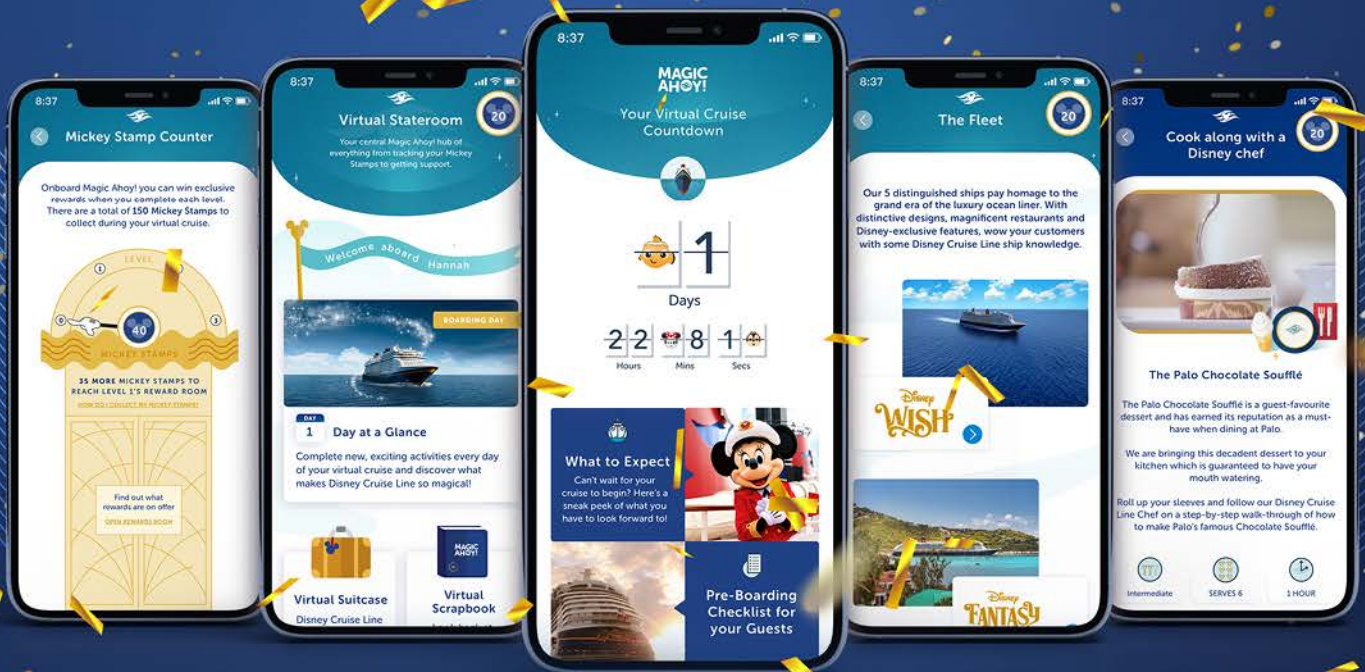 8:37
Mickey Stamp Counter
Onboard Magic Ahoy! you can win exclusive
rewards when you complete each level.
There are a total of 150 Mickey Stamps to
collect during your virtual cruise.
LEVEL
1
0
3
40
MICKEY STAMPS
35 MORE MICKEY STAMPS TO
REACH LEVEL 1'S REWARD ROOM
HOW DO I COLLECT MY MICKEY STAMPS?
Find out what
rewards are on offer
OPEN REWARDS ROOM
8:37
20
Virtual Stateroom
Your central Magic Ahoy! hub of
everything from tracking your Mickey
Stamps to getting support.
Welcome aboard Hannah
BOARDING DAY
DAY
1
Day at a Glance
Complete new, exciting activities every day
of your virtual cruise and discover what
makes Disney Cruise Line so magical!
MAGIC
AHOY!
Virtual Suitcase
Disney Cruise Line
Virtual
Scrapbook
8:37
MAGIC
AHOY!
Your Virtual Cruise
Countdown
1
Days
2 2 8 1
Hours Mins Secs
What to Expect
Can't wait for your
cruise to begin? Here's a
sneak peek of what you
have to look forward to!
Pre-Boarding
Checklist for
your Guests
8:37
20
The Fleet
Our 5 distinguished ships pay homage to the
grand era of the luxury ocean liner. With
distinctive designs, magnificent restaurants and
Disney-exclusive features, wow your customers
with some Disney Cruise Line ship knowledge.
Disney
WISH
Disney
FANTASY
8:37
20
Cook along with a
Disney chef
The Palo Chocolate Soufflé
The Palo Chocolate Soufflé is a guest-favourite
dessert and has earned its reputation as a must-
have when dining at Palo.
We are bringing this decadent dessert to your
kitchen which is guaranteed to have your
mouth watering.
Roll up your sleeves and follow our Disney Cruise
Line Chef on a step-by-step walk-through of how
to make Palo's famous Chocolate Soufflé.
Intermediate
SERVES 6
1 HOUR